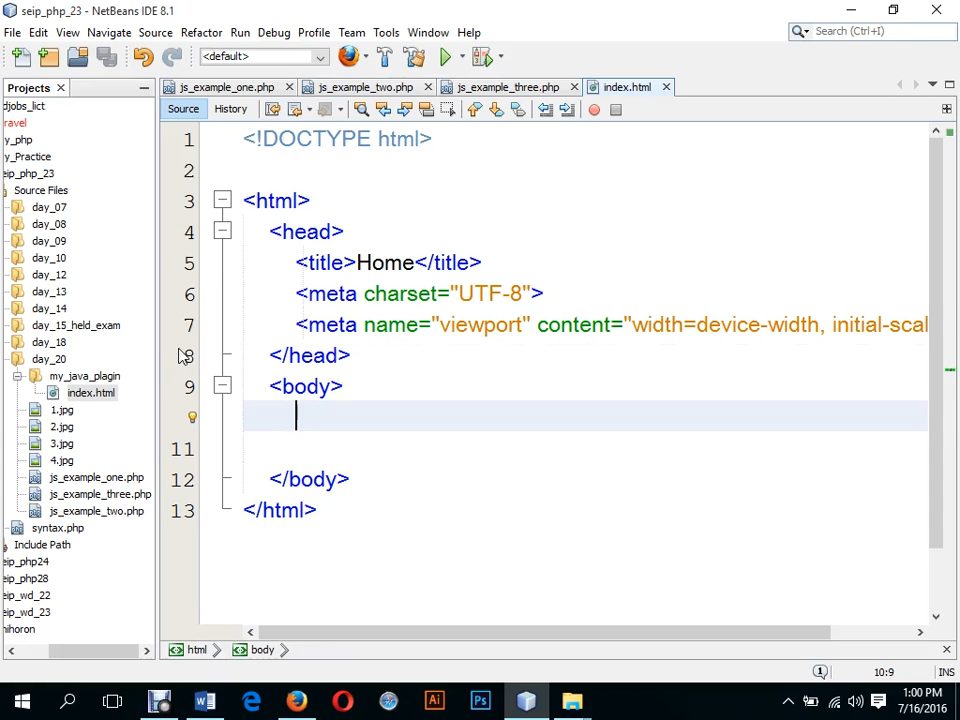 seip_php_23 - NetBeans IDE 8.1
File Edit View Navigate Source Refactor Run Debug Profile Team Tools Window Help
Search (Ctrl+I)
<default>
Projects
js_example_one.php js_example_two.php js_example_three.php index.html
Source History
djobs_list
ravel
y_php
y_Practice
eip_php_23
Source Files
day_07
day_08
day_09
day_10
day_12
day_13
day_14
day_15_held_exam
day_18
day_20
my_java_plagin
index.html
1.jpg
2.jpg
3.jpg
4.jpg
js_example_one.php
js_example_three.php
js_example_two.php
syntax.php
Include Path
eip_php24
eip_php28
eip_wd_22
eip_wd_23
nihoron
1 <!DOCTYPE html>
2
3 <html>
4 <head>
5 <title>Home</title>
6 <meta charset="UTF-8">
7 <meta name="viewport" content="width=device-width, initial-scal
8 </head>
9 <body>
11
12 </body>
13 </html>
html body
1 10:9 INS
Ai Ps
1:00 PM
7/16/2016